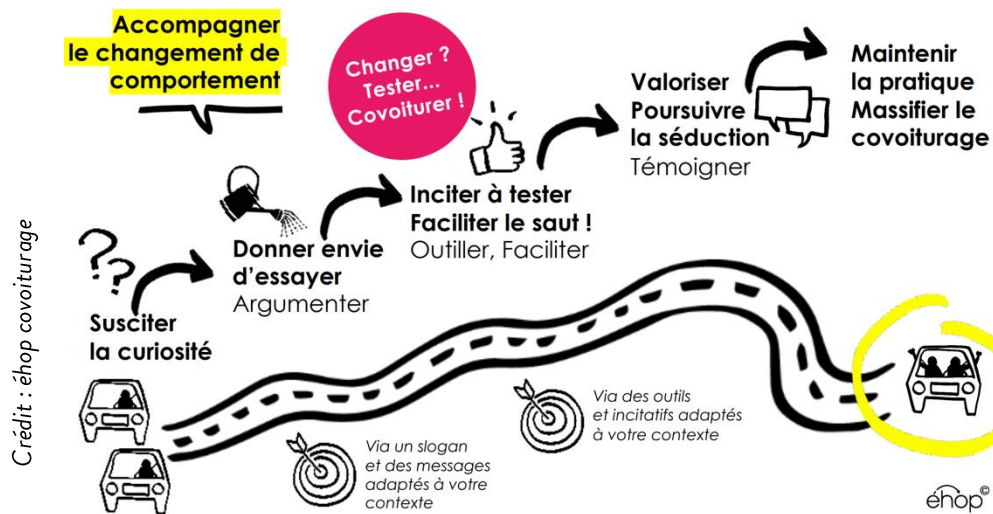 Accompagner
le changement de
comportement
Changer ?
Tester...
Covoiturer !
Susciter
la curiosité
Donner envie
d'essayer
Argumenter
Inciter à tester
Faciliter le saut !
Outiller, Faciliter
Valoriser
Poursuivre
la séduction
Témoigner
Maintenir
la pratique
Massifier le
covoiturage
Via un slogan
et des messages
adaptés à votre
contexte
Via des outils
et incitatifs adaptés
à votre contexte
Crédit : éhop covoiturage
éhop©